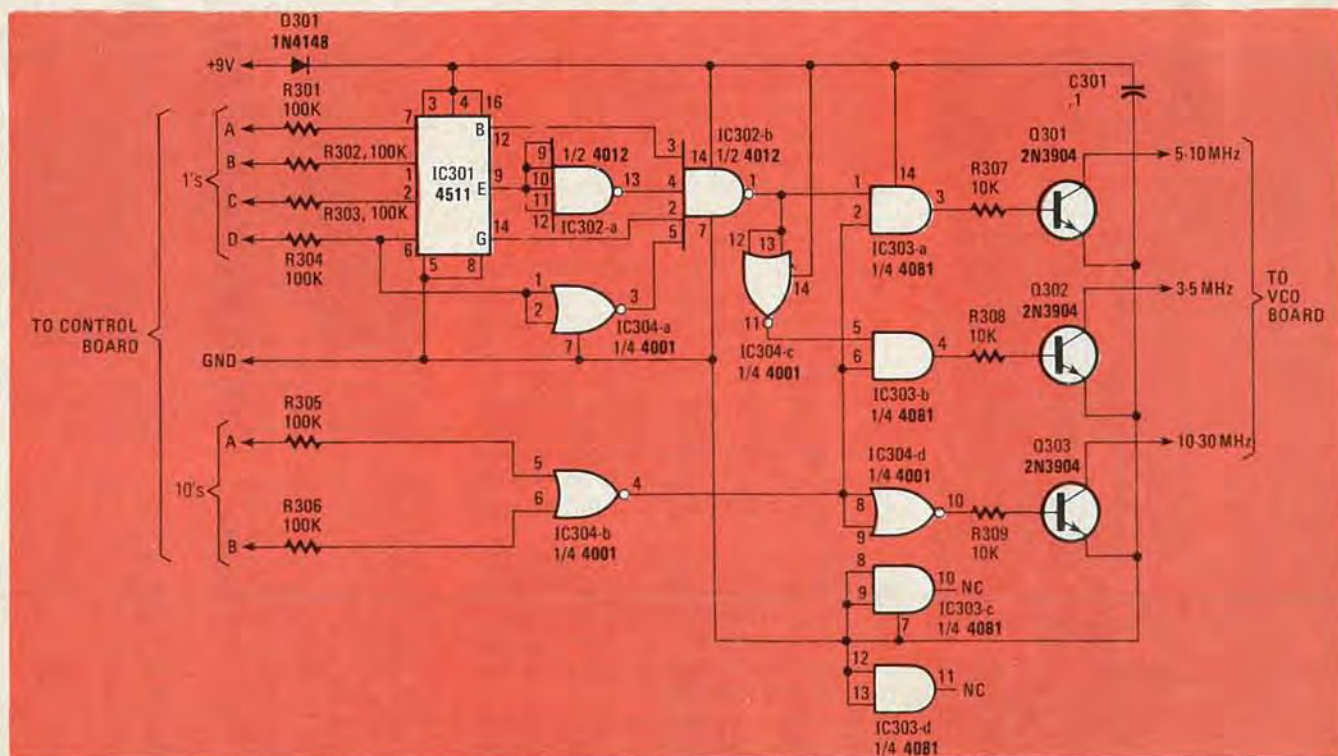 D301
1N4148
+9V
R301
100K
A
B
C
D
1's
R302, 100K
R303, 100K
R304
100K
7
3
4
16
1
2
6
5
8
B
12
IC301
4511
E
9
G
14
9
10
11
12
1/2 4012
13
IC302-a
1
2
3
IC304-a
1/4 4001
7
IC302-b
1/2 4012
3
14
4
2
5
7
1
12
13
14
11
IC304-c
1/4 4001
14
1
2
3
IC303-a
1/4 4081
5
6
4
IC303-b
1/4 4081
C301
.1
Q301
2N3904
R307
10K
5-10 MHz
Q302
2N3904
R308
10K
3-5 MHz
TO
VCO
BOARD
TO CONTROL
BOARD
GND
R305
100K
A
10's
R306
100K
B
5
6
4
IC304-b
1/4 4001
IC304-d
1/4 4001
8
9
10
R309
10K
Q303
2N3904
10-30 MHz
8
9
10
NC
IC303-c
7
1/4 4081
12
13
11
NC
IC303-d
1/4 4081